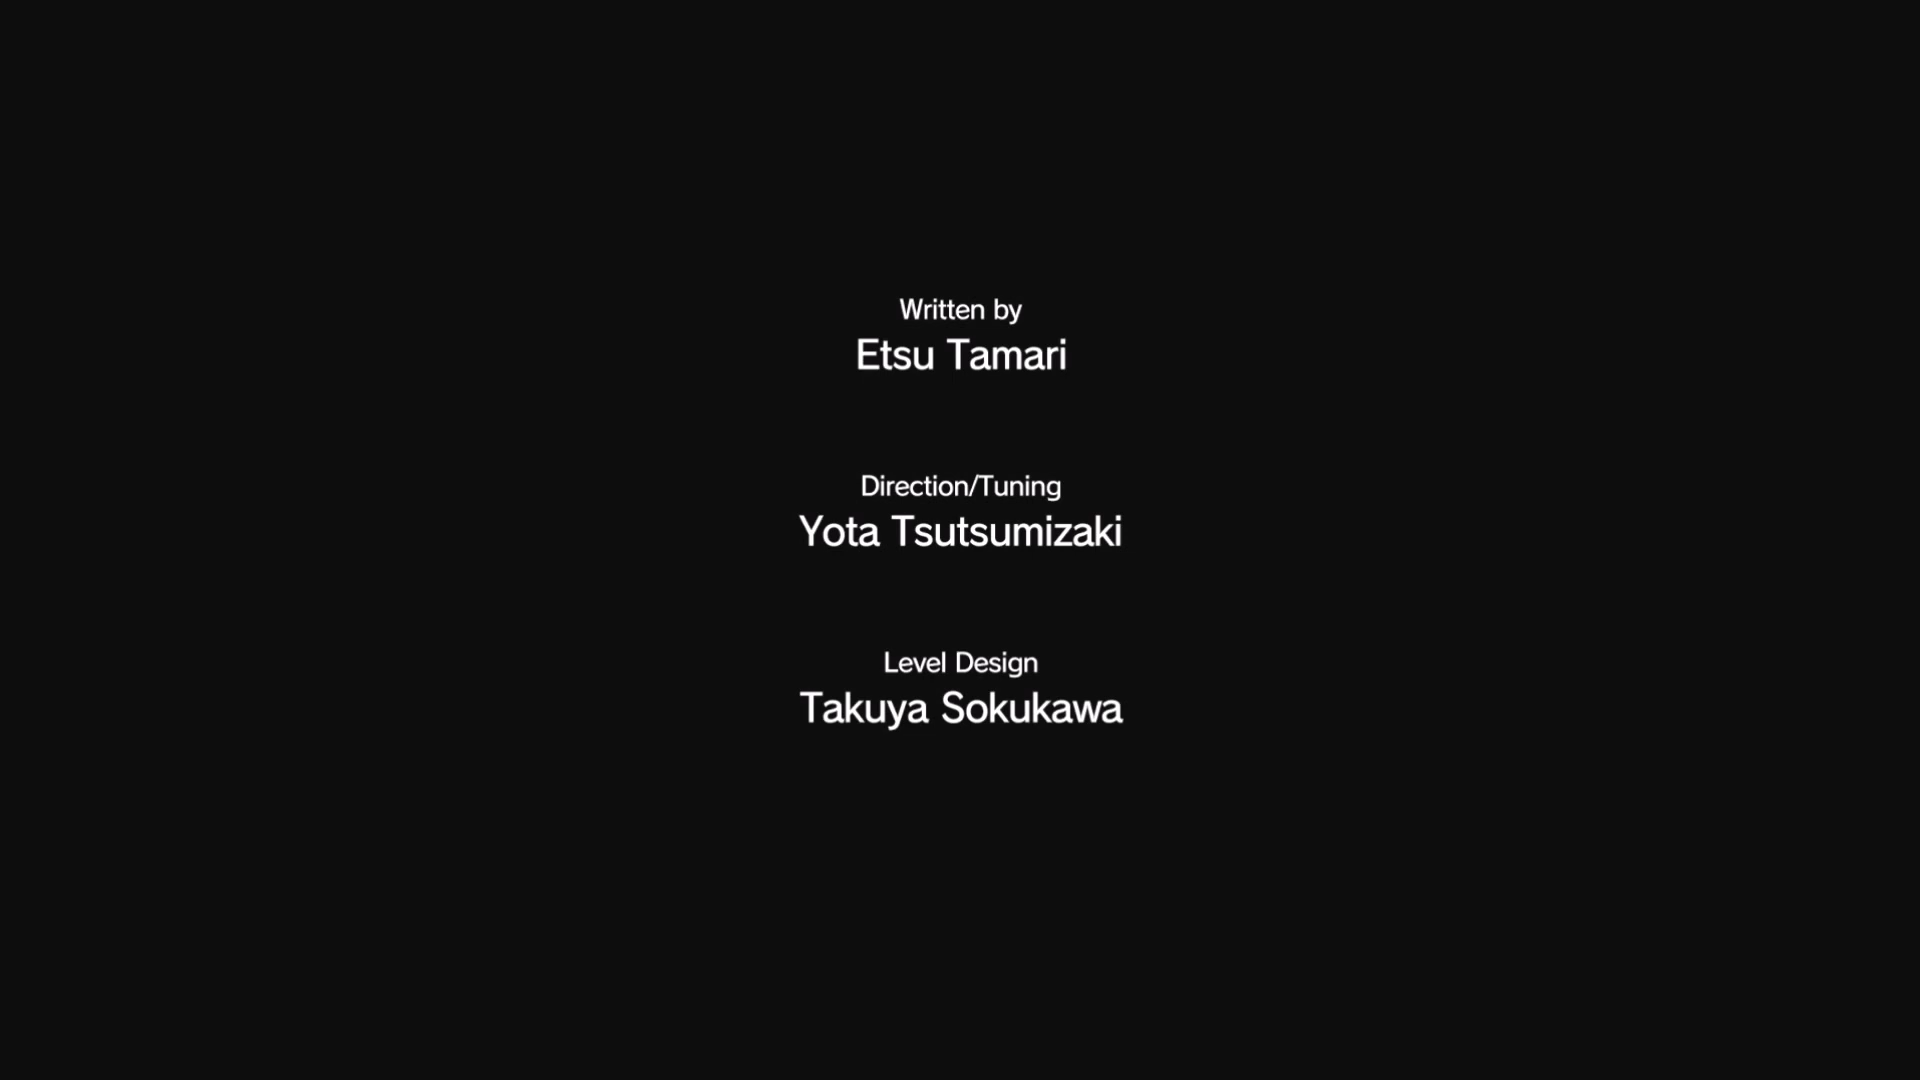 Written by
Etsu Tamari
Direction/Tuning
Yota Tsutsumizaki
Level Design
Takuya Sokukawa